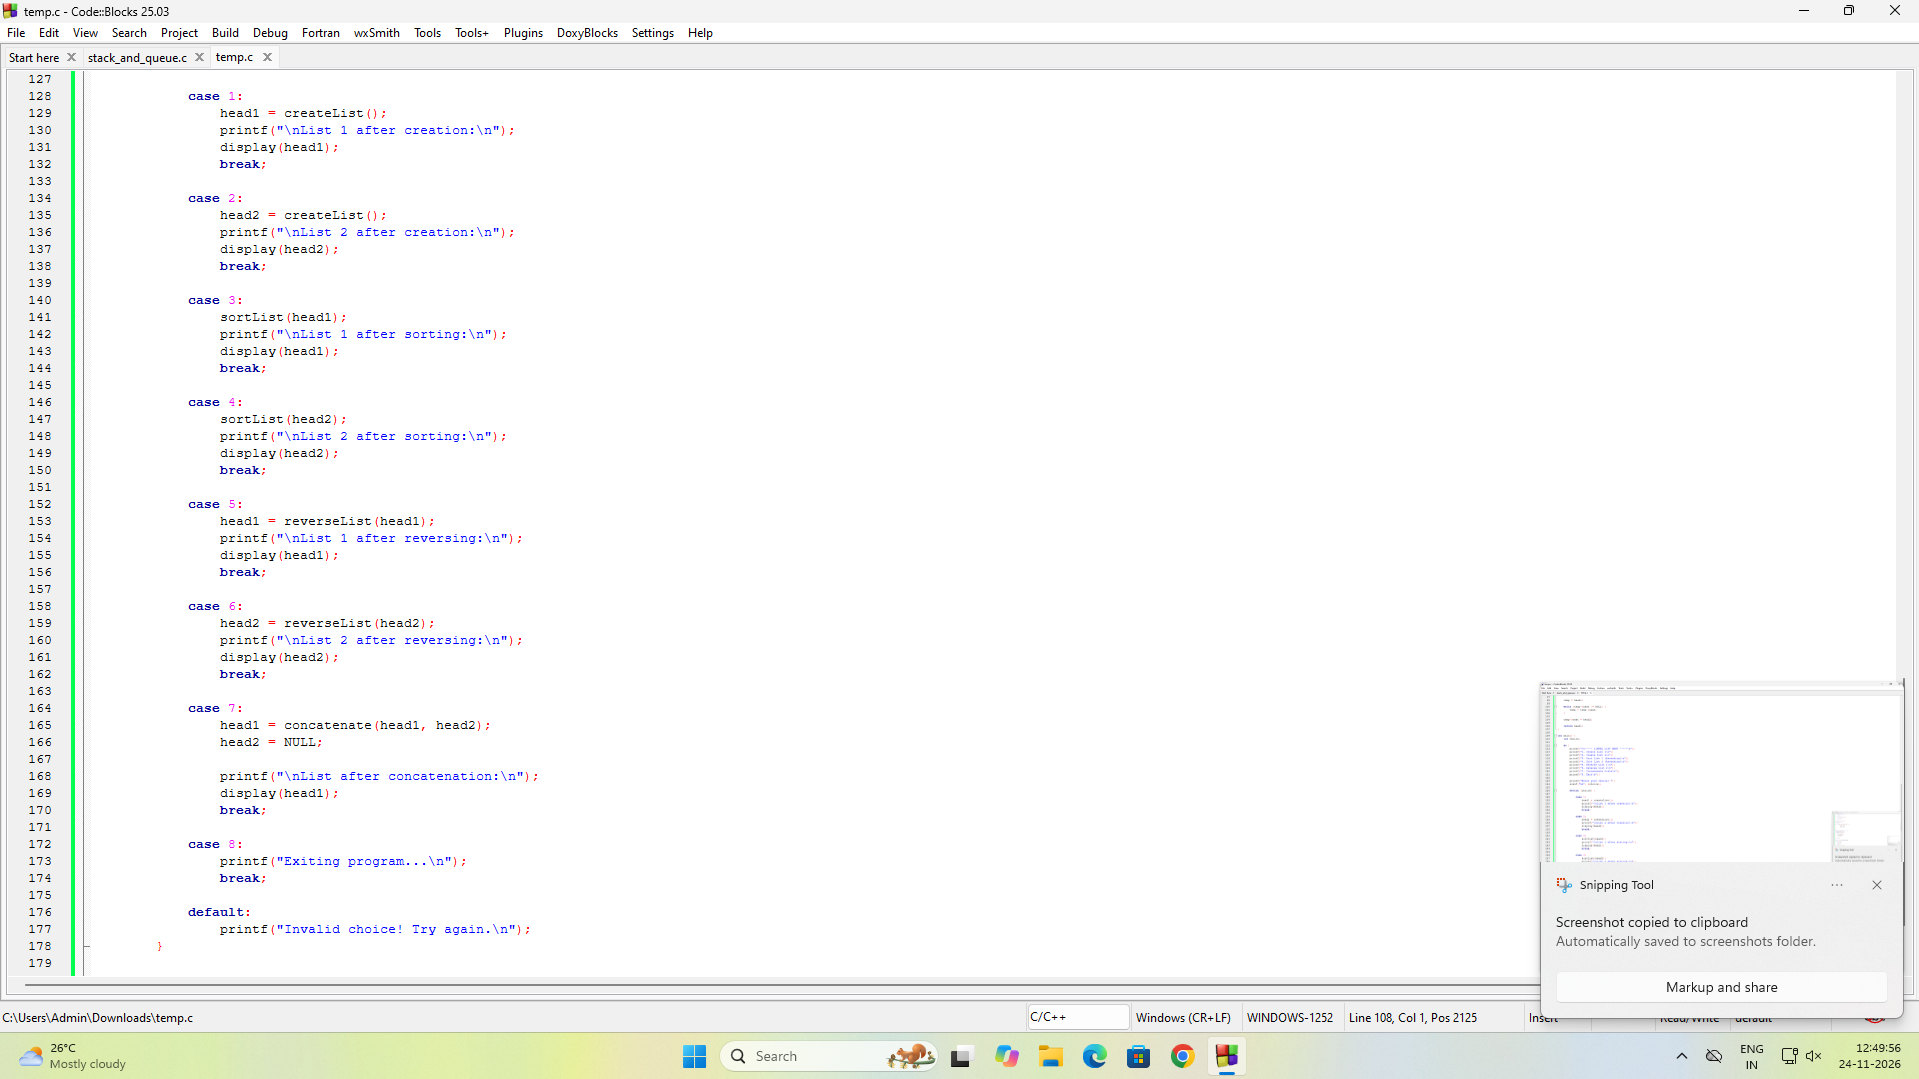 temp.c - Code::Blocks 25.03
File Edit View Search Project Build Debug Fortran wxSmith Tools Tools+ Plugins DoxyBlocks Settings Help
Start here stack_and_queue.c temp.c
127
128 case 1:
129 head1 = createList();
130 printf("\nList 1 after creation:\n");
131 display(head1);
132 break;
133
134 case 2:
135 head2 = createList();
136 printf("\nList 2 after creation:\n");
137 display(head2);
138 break;
139
140 case 3:
141 sortList(head1);
142 printf("\nList 1 after sorting:\n");
143 display(head1);
144 break;
145
146 case 4:
147 sortList(head2);
148 printf("\nList 2 after sorting:\n");
149 display(head2);
150 break;
151
152 case 5:
153 head1 = reverseList(head1);
154 printf("\nList 1 after reversing:\n");
155 display(head1);
156 break;
157
158 case 6:
159 head2 = reverseList(head2);
160 printf("\nList 2 after reversing:\n");
161 display(head2);
162 break;
163
164 case 7:
165 head1 = concatenate(head1, head2);
166 head2 = NULL;
167
168 printf("\nList after concatenation:\n");
169 display(head1);
170 break;
171
172 case 8:
173 printf("Exiting program...\n");
174 break;
175
176 default:
177 printf("Invalid choice! Try again.\n");
178 }
179
Snipping Tool
Screenshot copied to clipboard
Automatically saved to screenshots folder.
Markup and share
C:\Users\Admin\Downloads\temp.c C/C++ Windows (CR+LF) WINDOWS-1252 Line 108, Col 1, Pos 2125 Insert Read/Write default
26°C
Mostly cloudy
Search
ENG
IN
12:49:56
24-11-2026